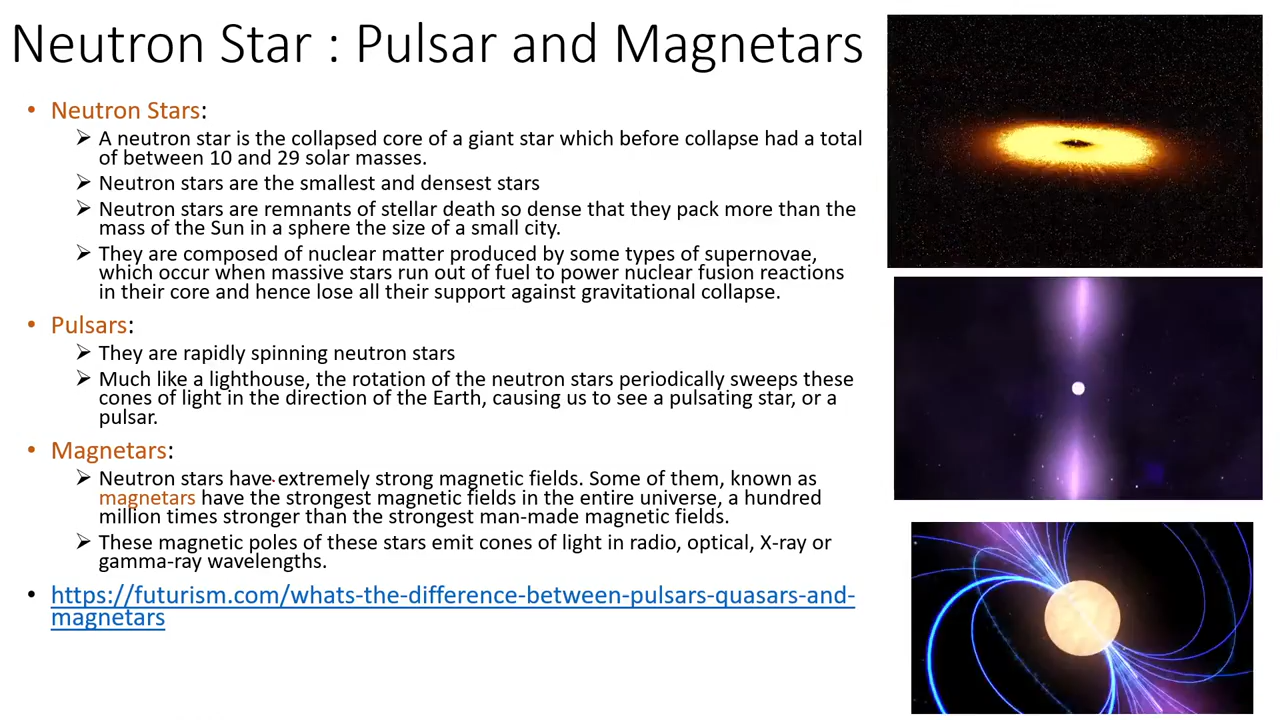 Neutron Star : Pulsar and Magnetars
• Neutron Stars:
➢ A neutron star is the collapsed core of a giant star which before collapse had a total
of between 10 and 29 solar masses.
➢ Neutron stars are the smallest and densest stars
➢ Neutron stars are remnants of stellar death so dense that they pack more than the
mass of the Sun in a sphere the size of a small city.
➢ They are composed of nuclear matter produced by some types of supernovae,
which occur when massive stars run out of fuel to power nuclear fusion reactions
in their core and hence lose all their support against gravitational collapse.
• Pulsars:
➢ They are rapidly spinning neutron stars
➢ Much like a lighthouse, the rotation of the neutron stars periodically sweeps these
cones of light in the direction of the Earth, causing us to see a pulsating star, or a
pulsar.
• Magnetars:
➢ Neutron stars have extremely strong magnetic fields. Some of them, known as
magnetars have the strongest magnetic fields in the entire universe, a hundred
million times stronger than the strongest man-made magnetic fields.
➢ These magnetic poles of these stars emit cones of light in radio, optical, X-ray or
gamma-ray wavelengths.
• https://futurism.com/whats-the-difference-between-pulsars-quasars-and-
magnetars